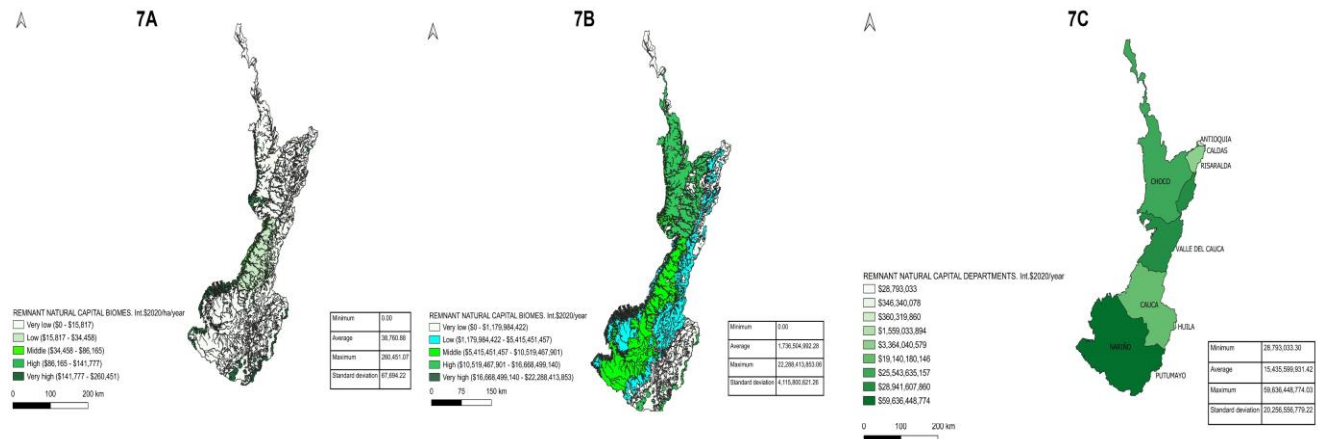 7A
REMNANT NATURAL CAPITAL BIOMES. Int.$2020/ha/year
Very low ($0 - $15,817)
Low ($15,817 - $34,458)
Middle ($34,458 - $86,165)
High ($86,165 - $141,777)
Very high ($141,777 - $260,451)
0 100 200 km
Minimum 0.00
Average 38,760.88
Maximum 260,451.07
Standard deviation 67,694.22
7B
REMNANT NATURAL CAPITAL BIOMES. Int.$2020/year
Very low ($0 - $1,179,984,422)
Low ($1,179,984,422 - $5,415,451,457)
Middle ($5,415,451,457 - $10,519,467,901)
High ($10,519,467,901 - $16,668,499,140)
Very high ($16,668,499,140 - $22,288,413,853)
0 75 150 km
Minimum 0.00
Average 1,736,504,992.28
Maximum 22,288,413,853.06
Standard deviation 4,115,800,621.26
7C
ANTIOQUIA
CALDAS
RISARALDA
CHOCO
VALLE DEL CAUCA
CAUCA
HUILA
NARIÑO
PUTUMAYO
REMNANT NATURAL CAPITAL DEPARTMENTS. Int.$2020/year
$28,793,033
$346,340,078
$360,319,860
$1,559,033,894
$3,364,040,579
$19,140,180,146
$25,543,635,157
$28,941,607,860
$59,636,448,774
0 100 200 km
Minimum 28,793,033.30
Average 15,435,599,931.42
Maximum 59,636,448,774.03
Standard deviation 20,256,556,779.22